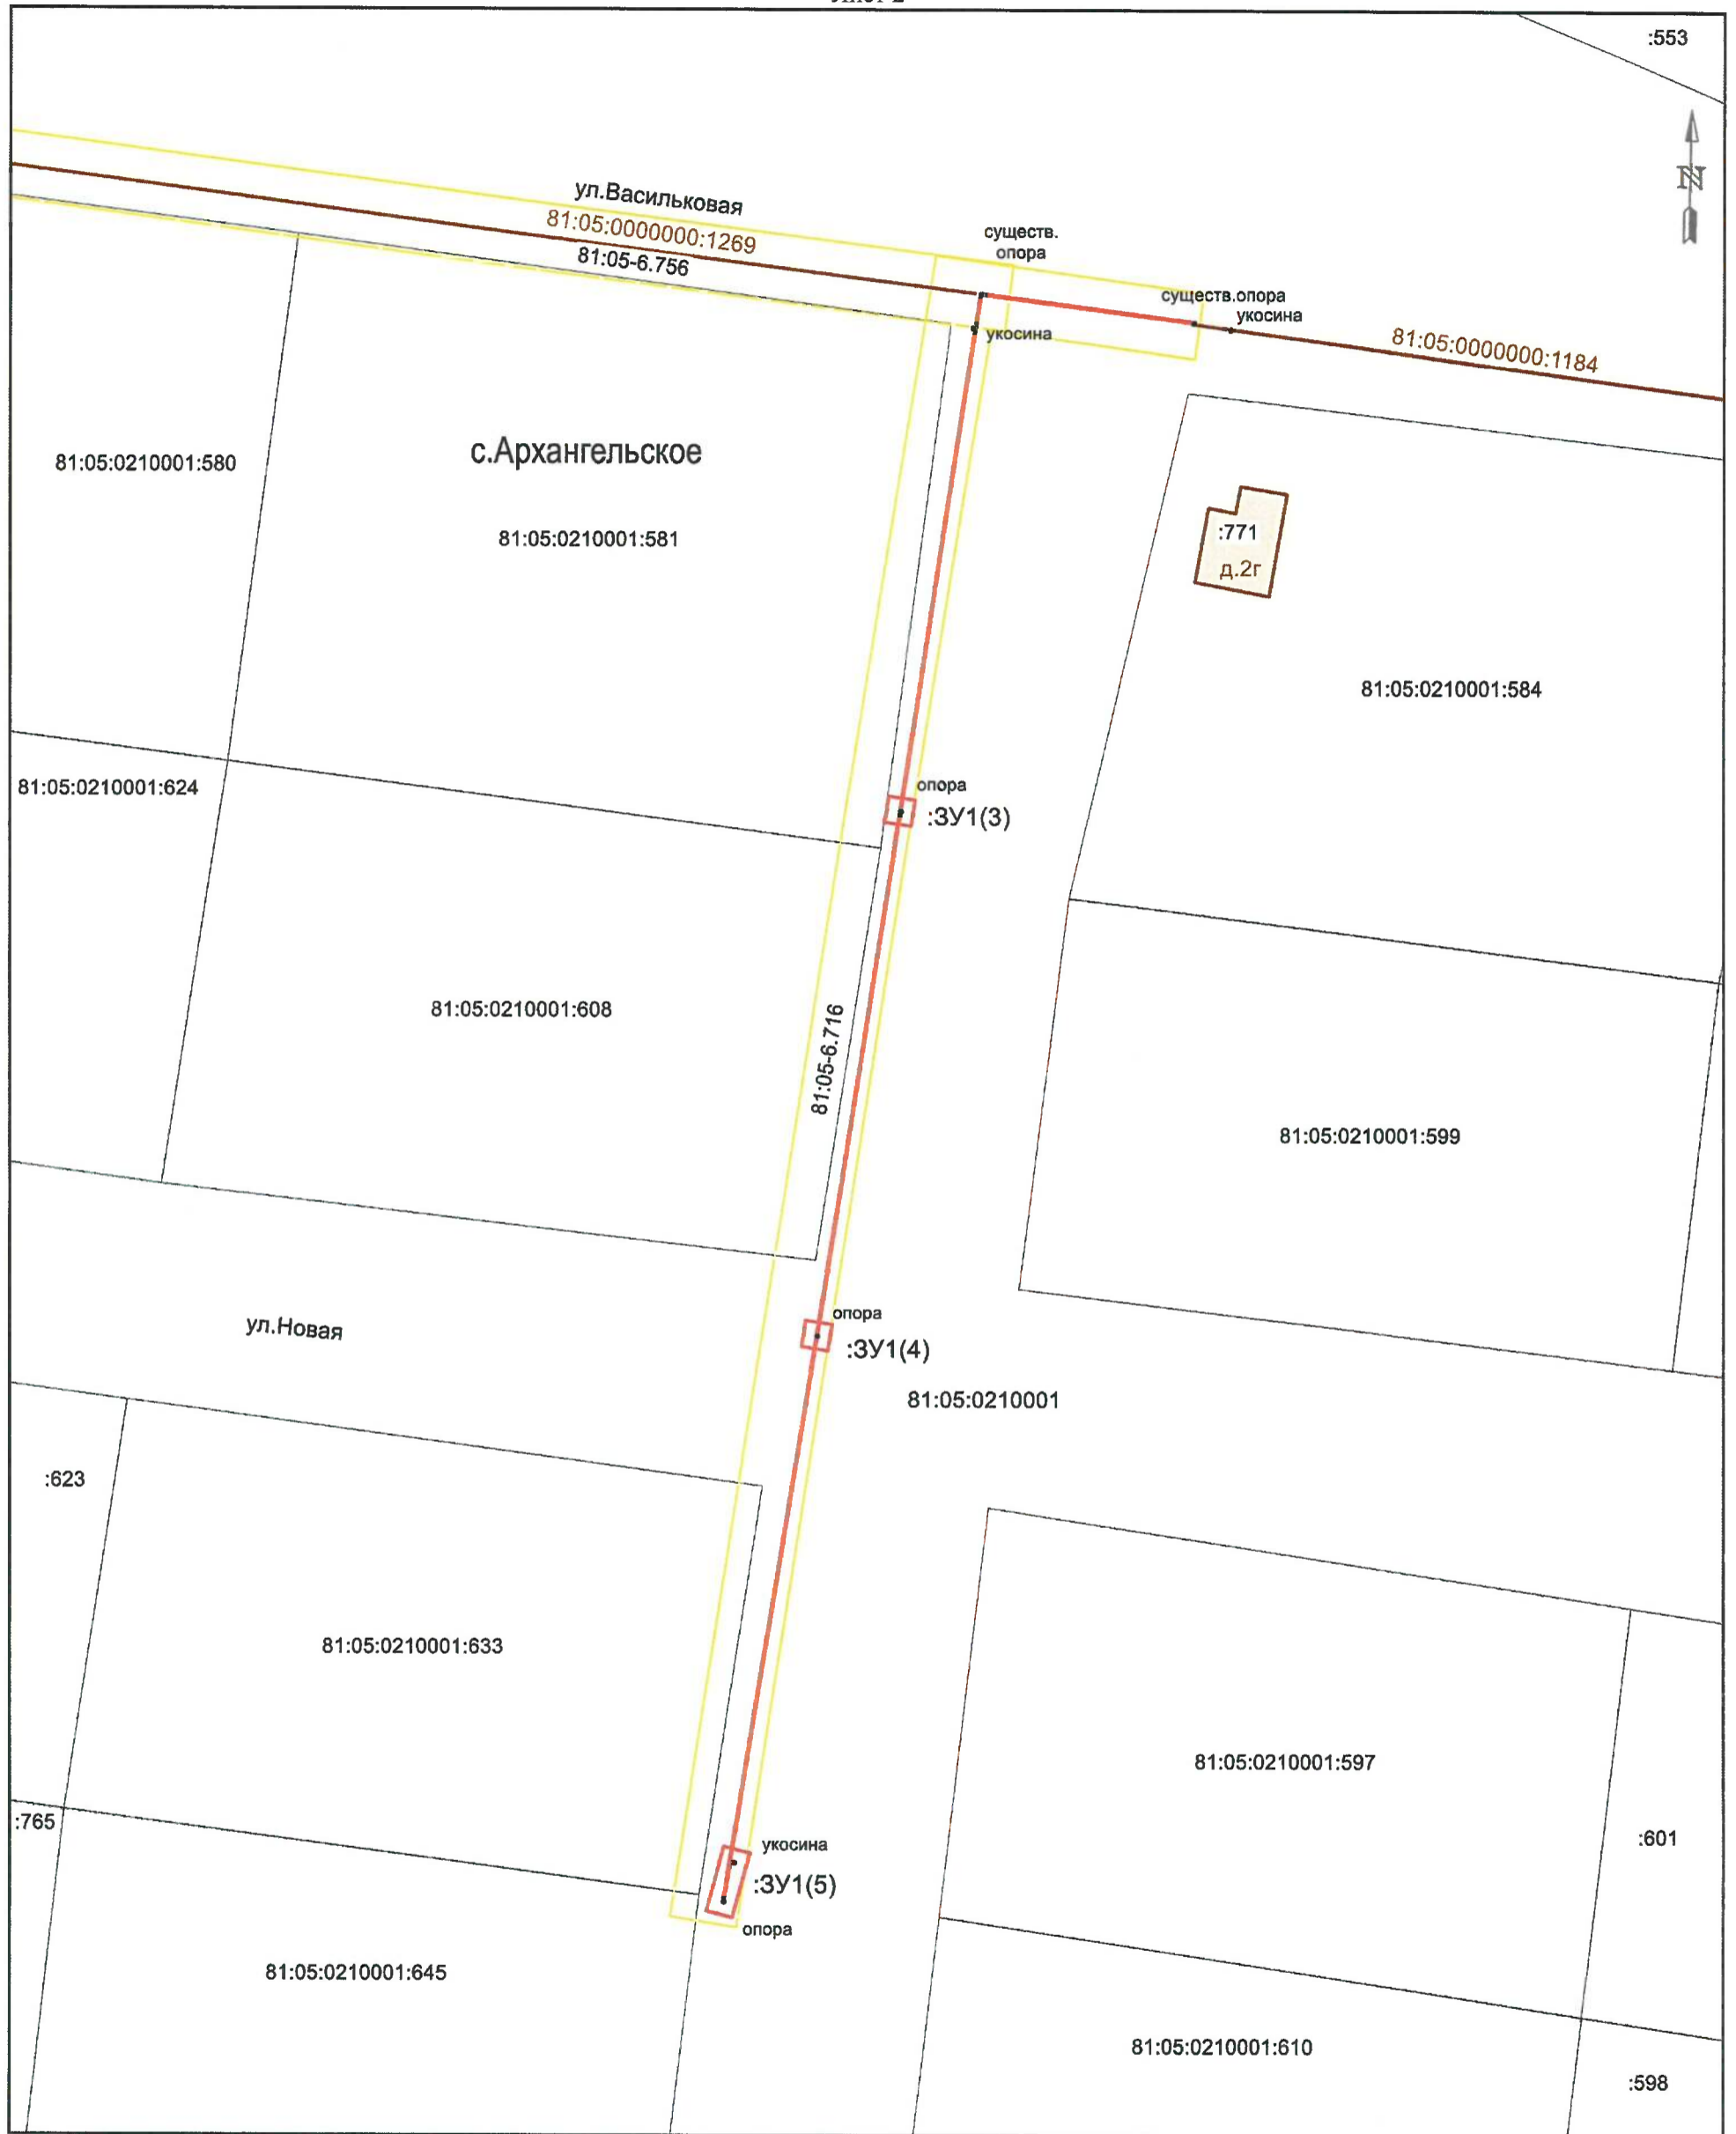 Лист 2
:553
N
ул.Васильковая
81:05:0000000:1269
81:05-6.756
существ.
опора
существ.опора
укосина
укосина
81:05:0000000:1184
81:05:0210001:580
с.Архангельское
81:05:0210001:581
:771
д.2г
81:05:0210001:584
81:05:0210001:624
опора
:ЗУ1(3)
81:05:0210001:608
81:05-6.716
81:05:0210001:599
ул.Новая
опора
:ЗУ1(4)
81:05:0210001
:623
81:05:0210001:633
81:05:0210001:597
:765
:601
укосина
:ЗУ1(5)
опора
81:05:0210001:645
81:05:0210001:610
:598